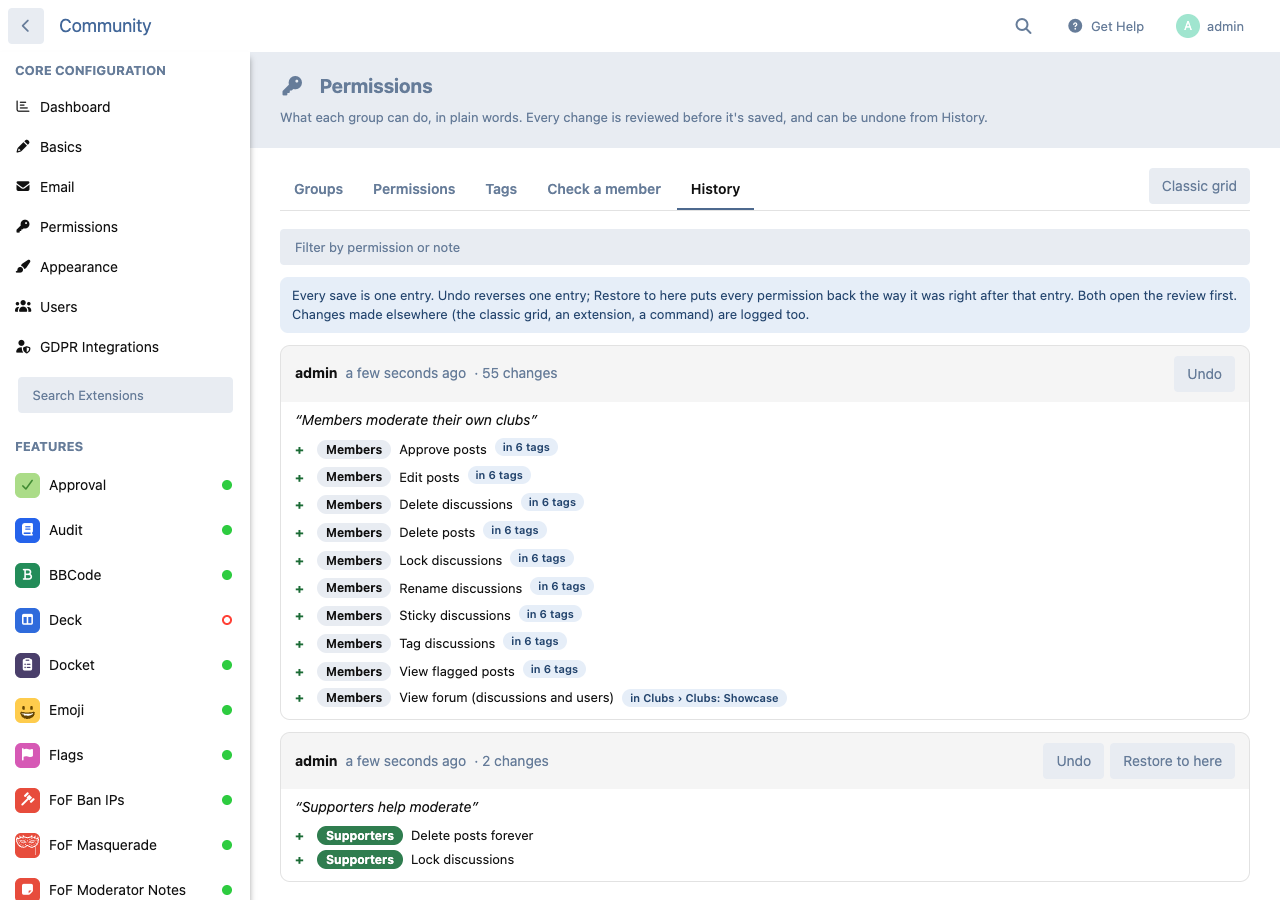 Community
Get Help
A
admin
CORE CONFIGURATION
Dashboard
Basics
Email
Permissions
Appearance
Users
GDPR Integrations
Search Extensions
FEATURES
Approval
Audit
BBCode
Deck
Docket
Emoji
Flags
FoF Ban IPs
FoF Masquerade
FoF Moderator Notes
Permissions
What each group can do, in plain words. Every change is reviewed before it's saved, and can be undone from History.
Groups
Permissions
Tags
Check a member
History
Classic grid
Filter by permission or note
Every save is one entry. Undo reverses one entry; Restore to here puts every permission back the way it was right after that entry. Both open the review first.
Changes made elsewhere (the classic grid, an extension, a command) are logged too.
admin a few seconds ago · 55 changes
Undo
“Members moderate their own clubs”
+ Members Approve posts in 6 tags
+ Members Edit posts in 6 tags
+ Members Delete discussions in 6 tags
+ Members Delete posts in 6 tags
+ Members Lock discussions in 6 tags
+ Members Rename discussions in 6 tags
+ Members Sticky discussions in 6 tags
+ Members Tag discussions in 6 tags
+ Members View flagged posts in 6 tags
+ Members View forum (discussions and users) in Clubs › Clubs: Showcase
admin a few seconds ago · 2 changes
Undo
Restore to here
“Supporters help moderate”
+ Supporters Delete posts forever
+ Supporters Lock discussions